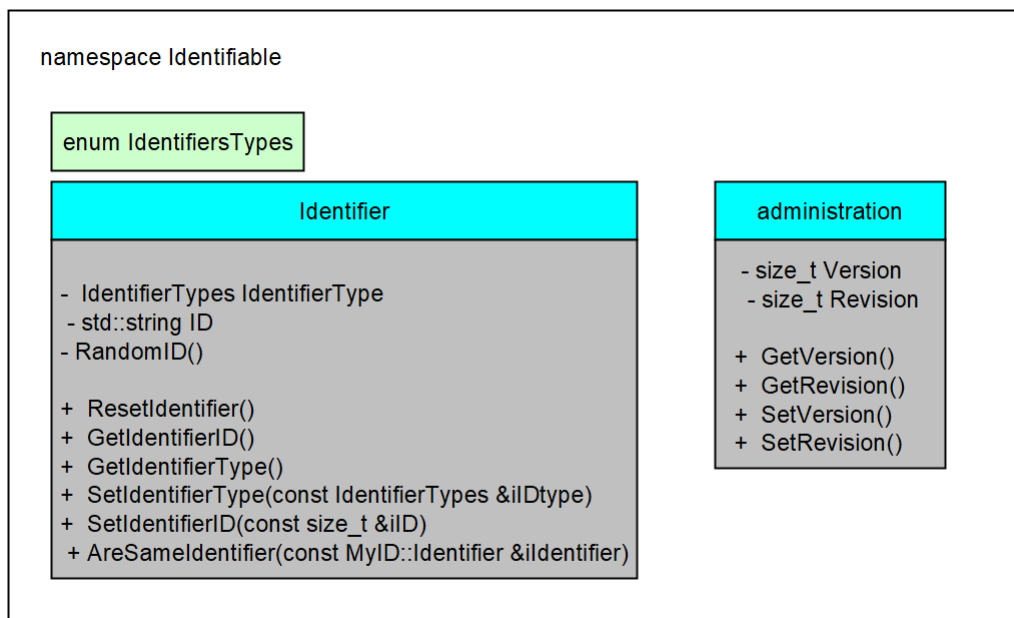 namespace Identifiable
enum IdentifiersTypes
Identifier
- IdentifierTypes IdentifierType
- std::string ID
- RandomID()
+ ResetIdentifier()
+ GetIdentifierID()
+ GetIdentifierType()
+ SetIdentifierType(const IdentifierTypes &iIDtype)
+ SetIdentifierID(const size_t &iID)
+ AreSameIdentifier(const MyID::Identifier &iIdentifier)
administration
- size_t Version
- size_t Revision
+ GetVersion()
+ GetRevision()
+ SetVersion()
+ SetRevision()